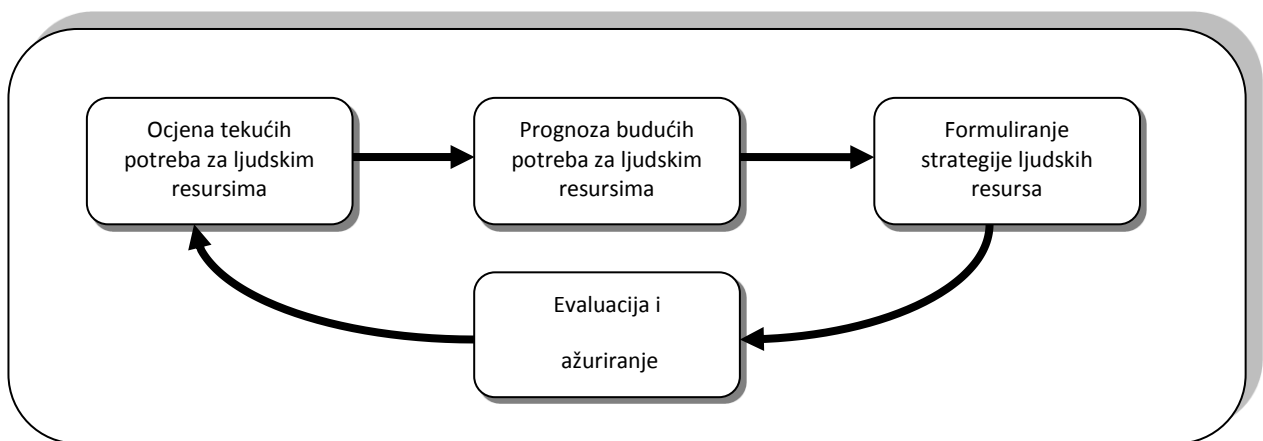 Ocjena tekućih
potreba za ljudskim
resursima
Prognoza budućih
potreba za ljudskim
resursima
Formuliranje
strategije ljudskih
resursa
Evaluacija i
ažuriranje